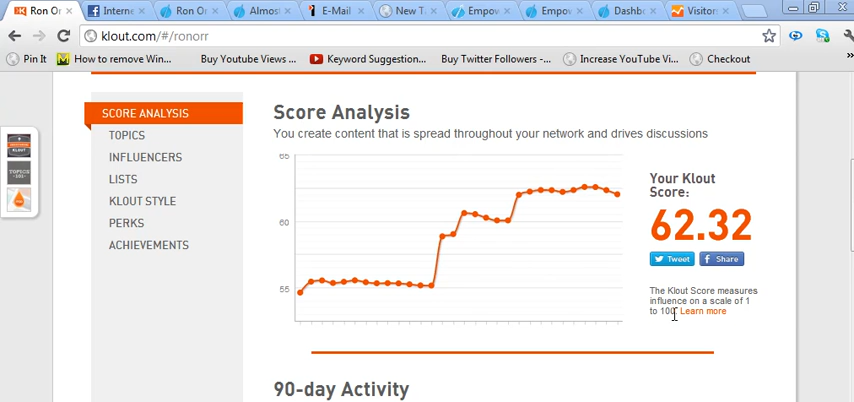 Ron Or
Interne
Ron Or
Almost
E-Mail
New T
Empov
Empov
Dashb
Visitor
klout.com/#/ronorr
Pin It
How to remove Win...
Buy Youtube Views ...
Keyword Suggestion...
Buy Twitter Followers -...
Increase YouTube Vi...
Checkout
SCORE ANALYSIS
TOPICS
INFLUENCERS
LISTS
KLOUT STYLE
PERKS
ACHIEVEMENTS
Score Analysis
You create content that is spread throughout your network and drives discussions
65
60
55
Your Klout
Score:
62.32
Tweet
Share
The Klout Score measures
influence on a scale of 1
to 100. Learn more
90-day Activity